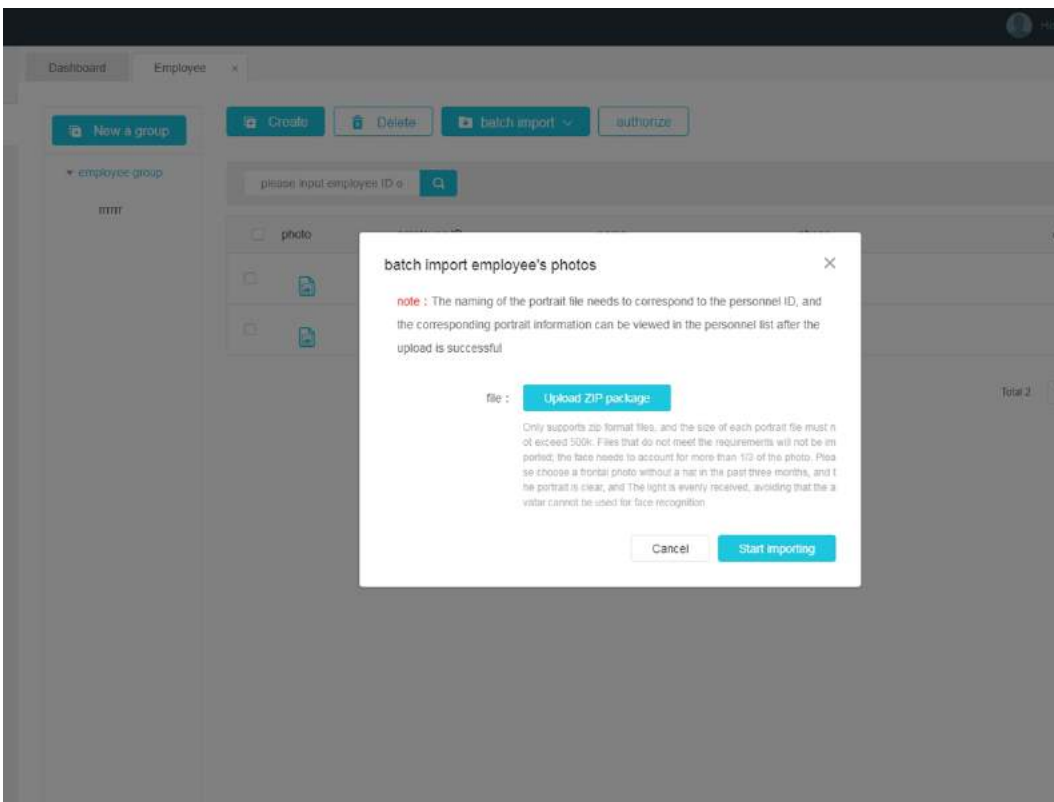 Dashboard Employee ×
New a group
Create Delete batch import authorize
employee group
please input employee ID o
photo
batch import employee's photos
note : The naming of the portrait file needs to correspond to the personnel ID, and
the corresponding portrait information can be viewed in the personnel list after the
upload is successful
file :
Upload ZIP package
Only supports zip format files, and the size of each portrait file must n
ot exceed 500k. Files that do not meet the requirements will not be im
ported; the face needs to account for more than 1/3 of the photo. Plea
se choose a frontal photo without a hat in the past three months, and t
he portrait is clear, and The light is evenly received, avoiding that the a
vatar cannot be used for face recognition
Total 2
Cancel Start importing